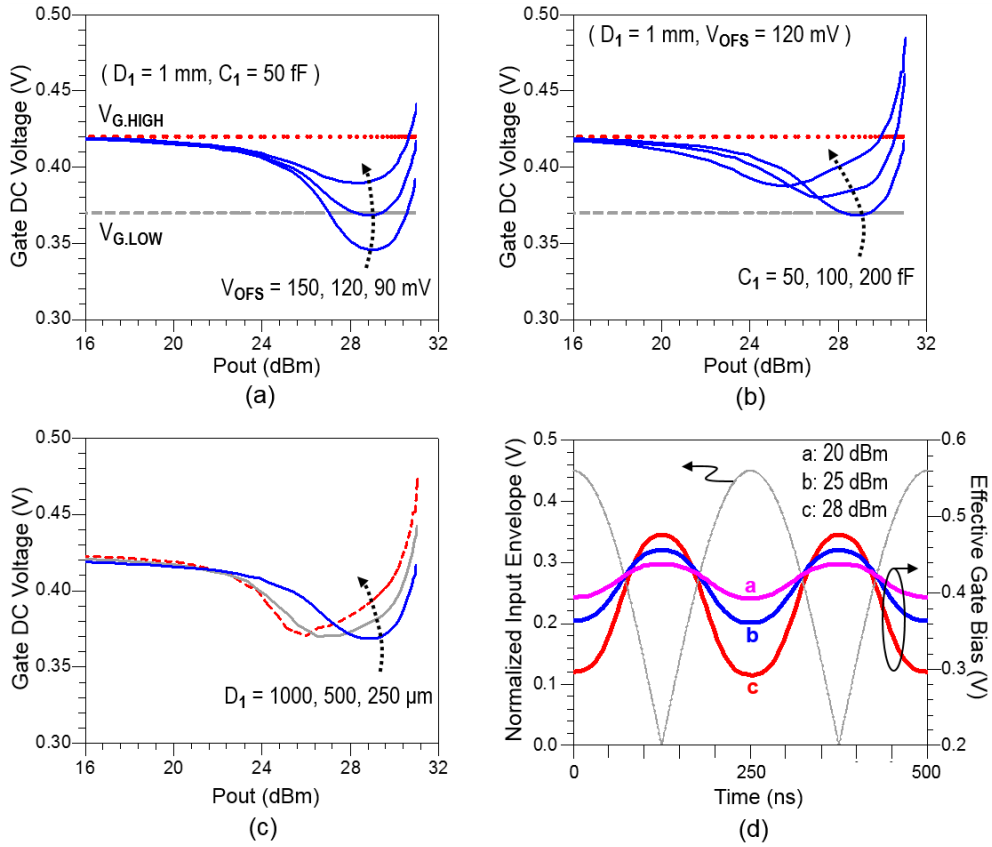 0.50
0.45
0.40
0.35
0.30
Gate DC Voltage (V)
( D1 = 1 mm, C1 = 50 fF )
VG.HIGH
VG.LOW
VOFS = 150, 120, 90 mV
16 20 24 28 32
Pout (dBm)
(a)
0.50
0.45
0.40
0.35
0.30
Gate DC Voltage (V)
( D1 = 1 mm, VOFS = 120 mV )
C1 = 50, 100, 200 fF
16 20 24 28 32
Pout (dBm)
(b)
0.50
0.45
0.40
0.35
0.30
Gate DC Voltage (V)
D1 = 1000, 500, 250 µm
16 20 24 28 32
Pout (dBm)
(c)
0.5
0.4
0.3
0.2
0.1
0.0
Normalized Input Envelope (V)
a: 20 dBm
b: 25 dBm
c: 28 dBm
a
b
c
0.6
0.5
0.4
0.3
0.2
Effective Gate
Bias (V)
0 250 500
Time (ns)
(d)